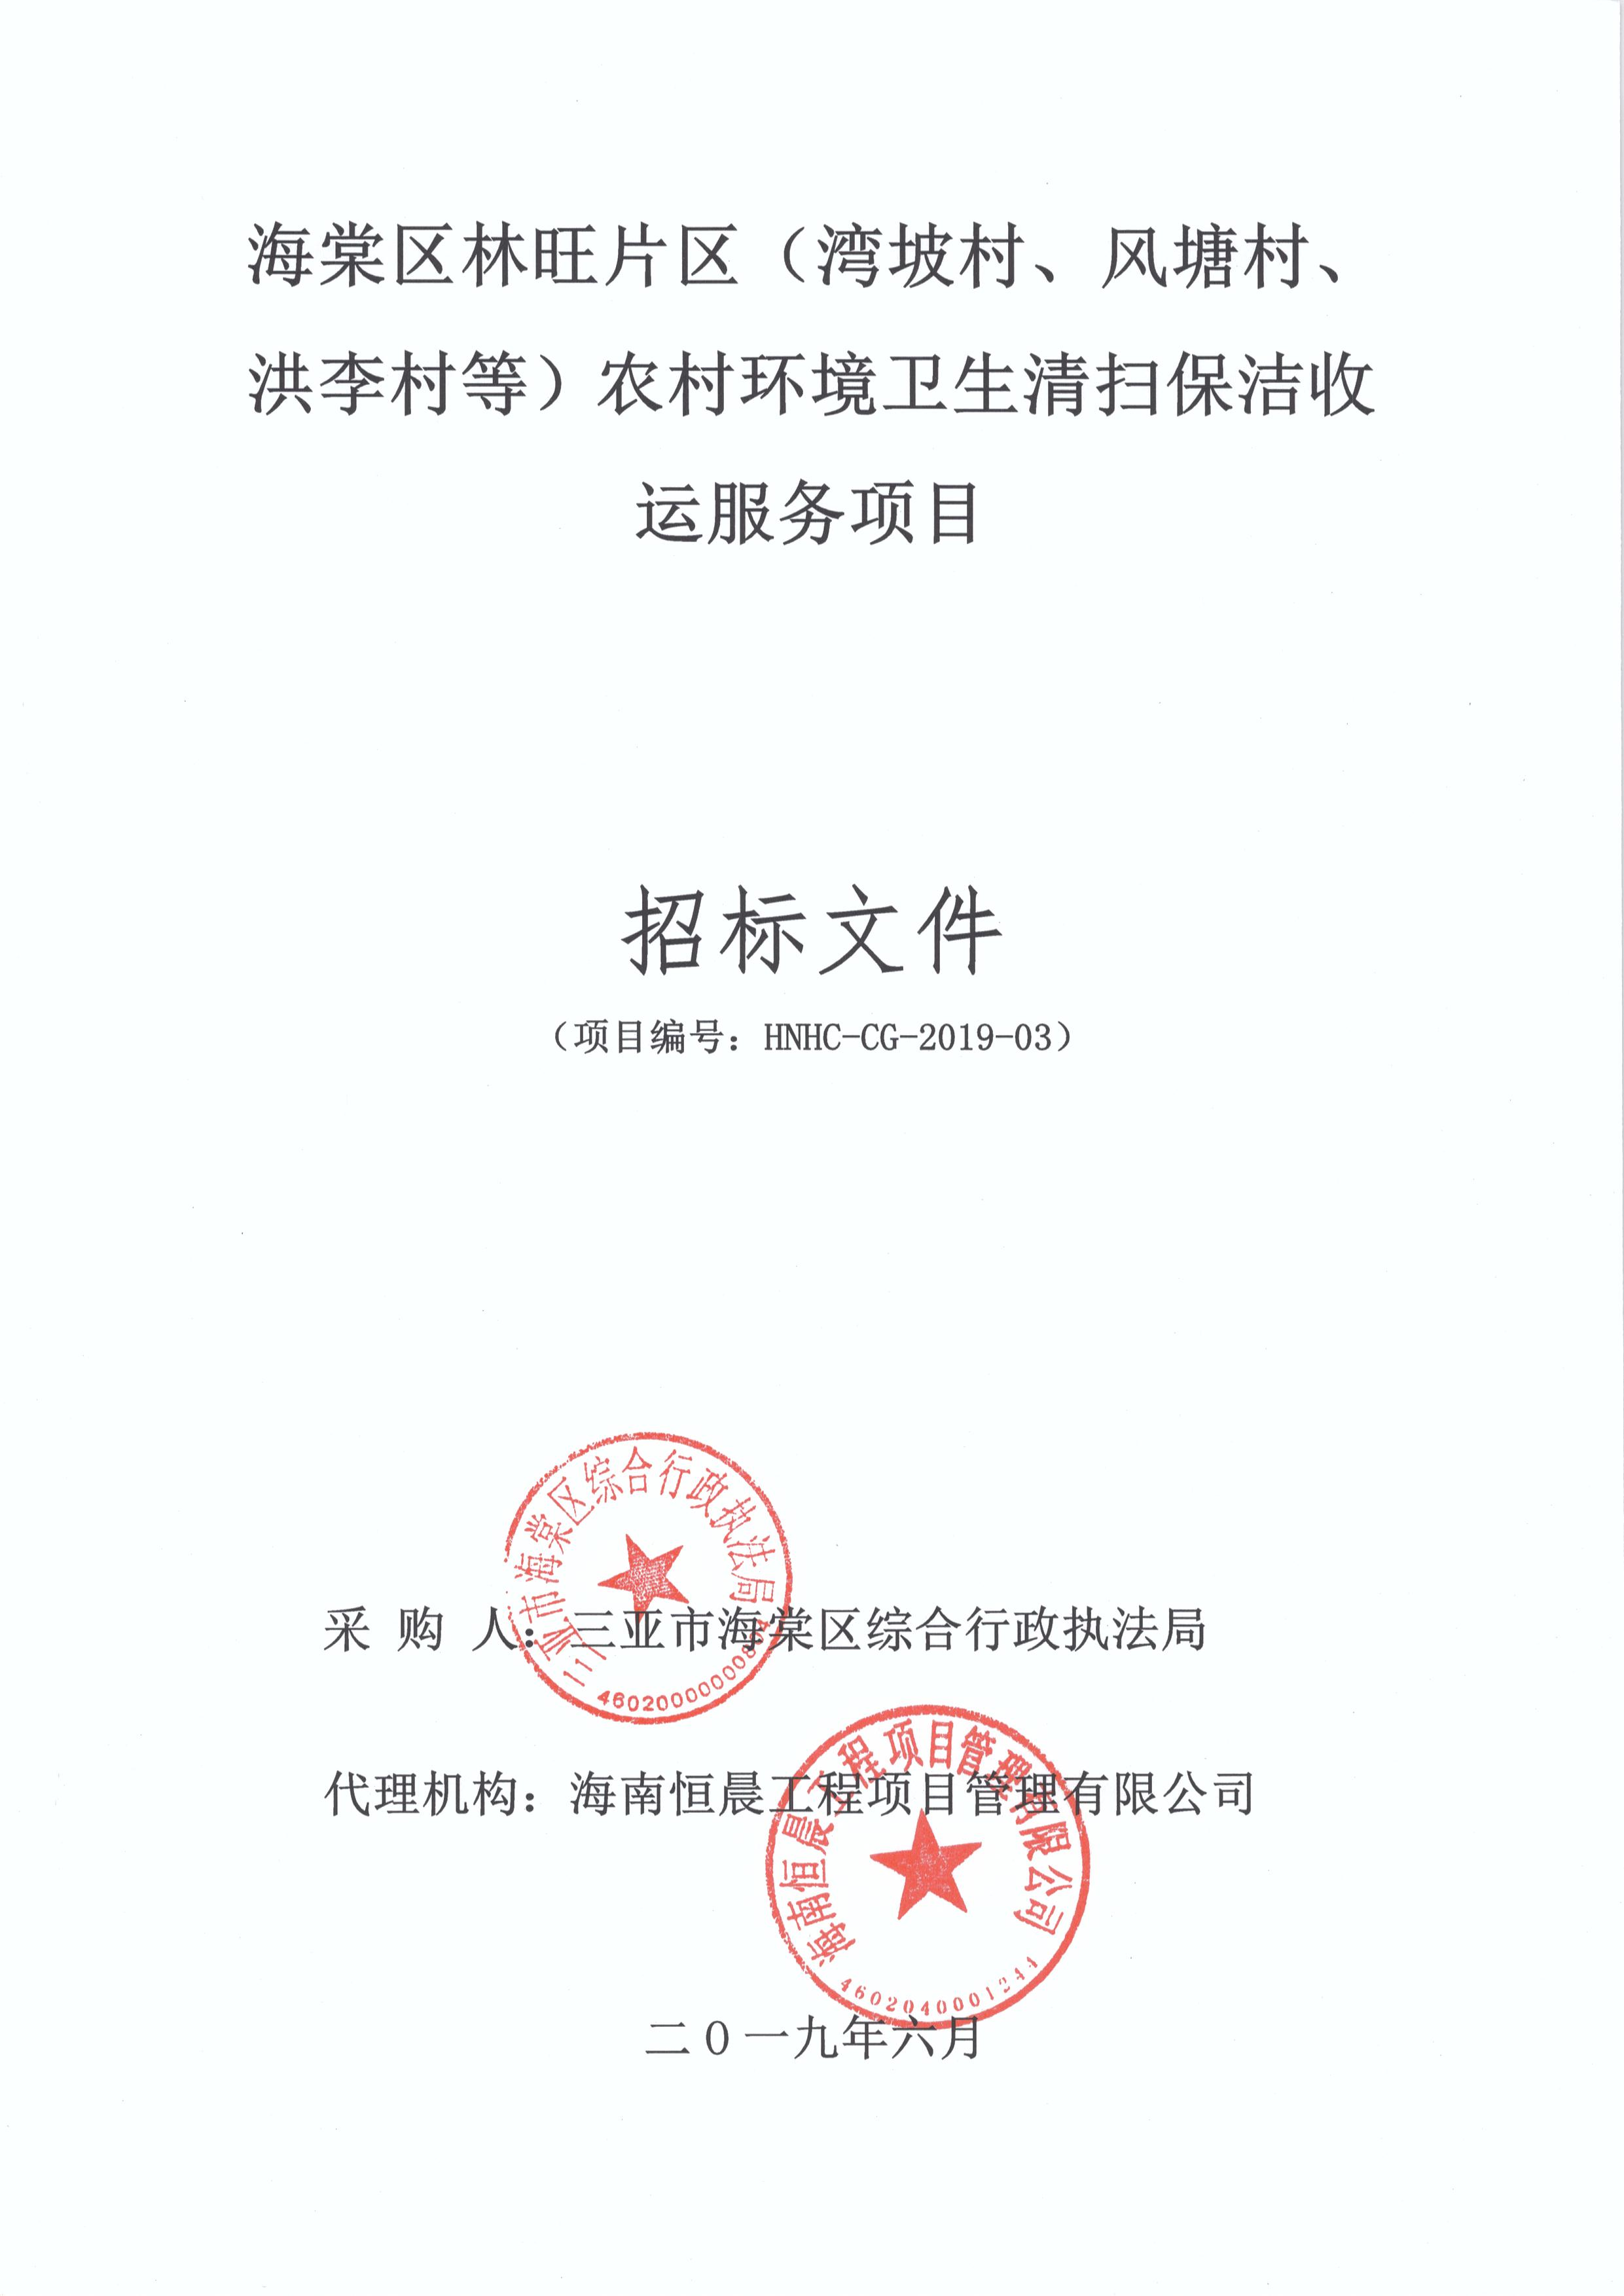 海棠区林旺片区（湾坡村、风塘村、
洪李村等）农村环境卫生清扫保洁收
运服务项目
招标文件
（项目编号：HNHC-CG-2019-03）
三亚市海棠区综合行政执法局
采 购 人：三亚市海棠区综合行政执法局
海南恒晨工程项目管理有限公司
代理机构：海南恒晨工程项目管理有限公司
4602040001244
二０一九年六月